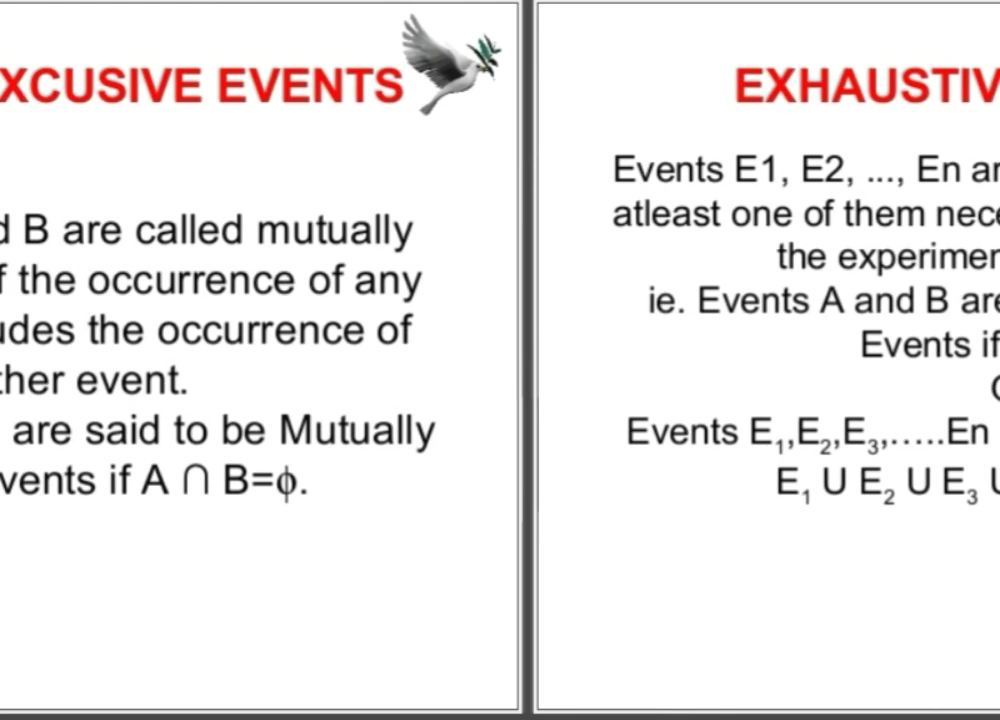 XCUSIVE EVENTS
d B are called mutually
f the occurrence of any
udes the occurrence of
ther event.
are said to be Mutually
vents if A ∩ B=ϕ.
EXHAUSTIV
Events E1, E2, ..., En ar
atleast one of them nece
the experimen
ie. Events A and B are
Events if
Events E₁,E₂,E₃,.....En
E₁ U E₂ U E₃ U